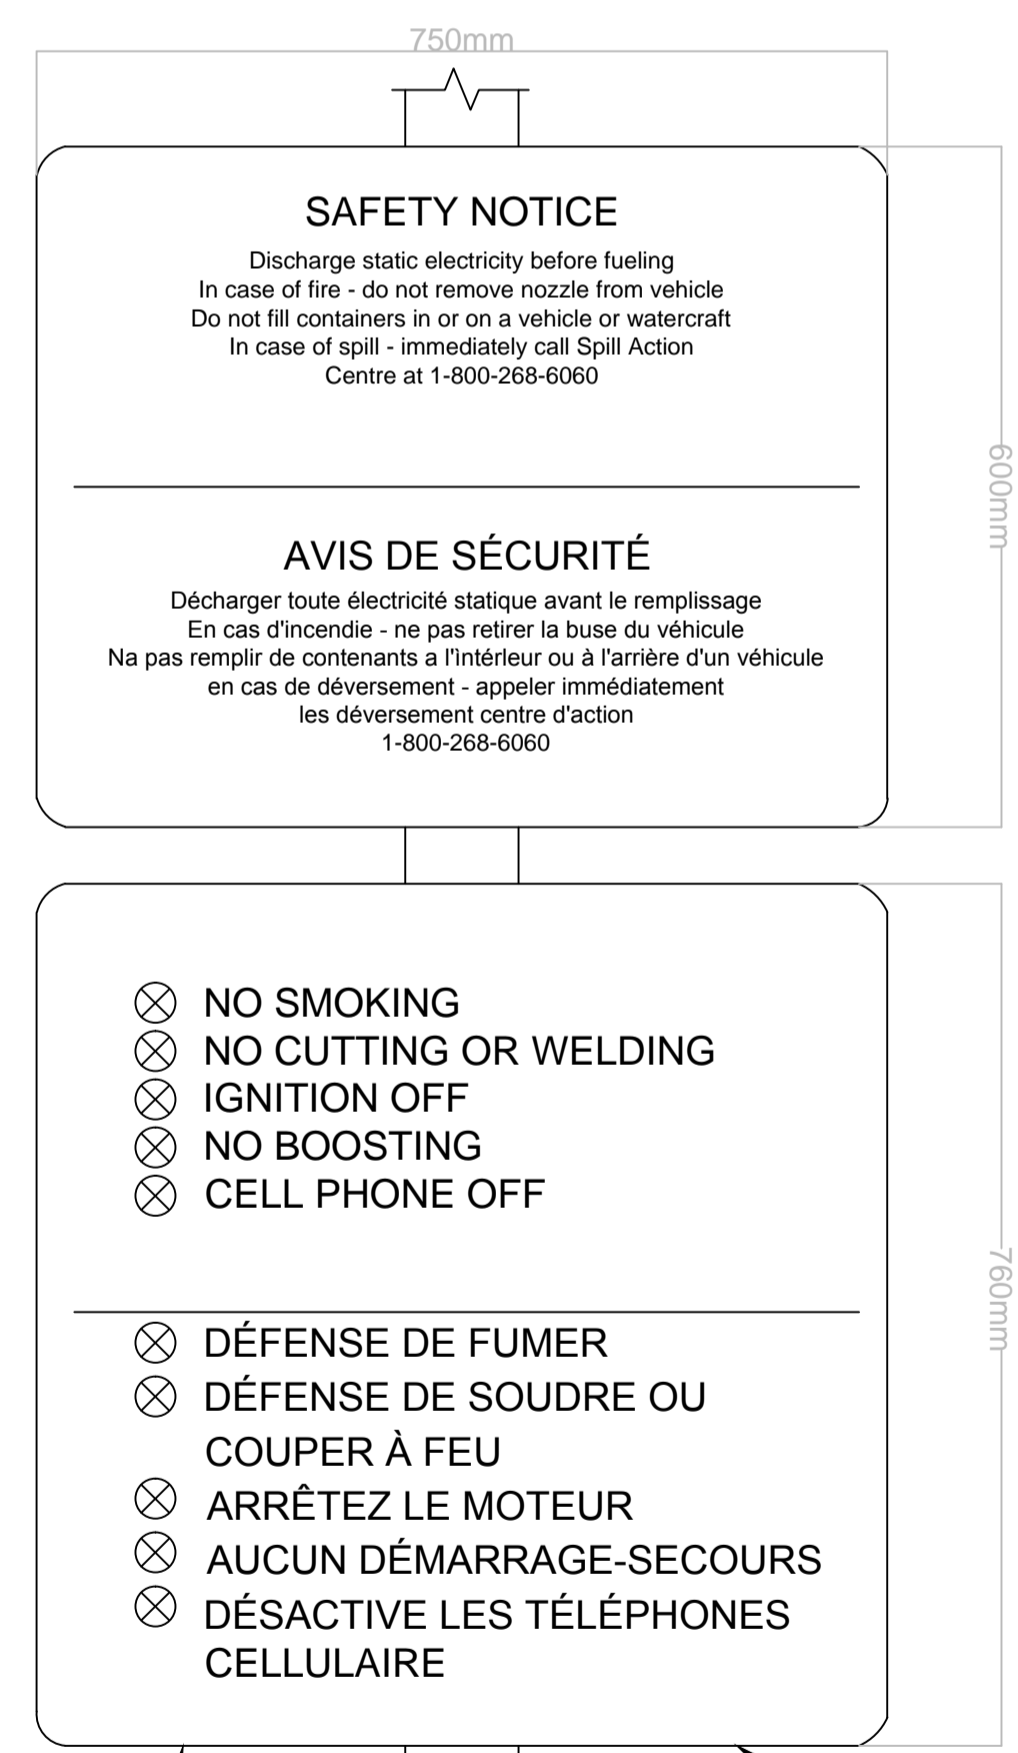 750mm
SAFETY NOTICE
Discharge static electricity before fueling
In case of fire - do not remove nozzle from vehicle
Do not fill containers in or on a vehicle or watercraft
In case of spill - immediately call Spill Action
Centre at 1-800-268-6060
600mm
AVIS DE SÉCURITÉ
Décharger toute électricité statique avant le remplissage
En cas d'incendie - ne pas retirer la buse du véhicule
Na pas remplir de contenants a l'ìntérleur ou à l'arrière d'un véhicule
en cas de déversement - appeler immédiatement
les déversement centre d'action
1-800-268-6060
NO SMOKING
NO CUTTING OR WELDING
IGNITION OFF
NO BOOSTING
CELL PHONE OFF
760mm
DÉFENSE DE FUMER
DÉFENSE DE SOUDRE OU
COUPER À FEU
ARRÊTEZ LE MOTEUR
AUCUN DÉMARRAGE-SECOURS
DÉSACTIVE LES TÉLÉPHONES
CELLULAIRE